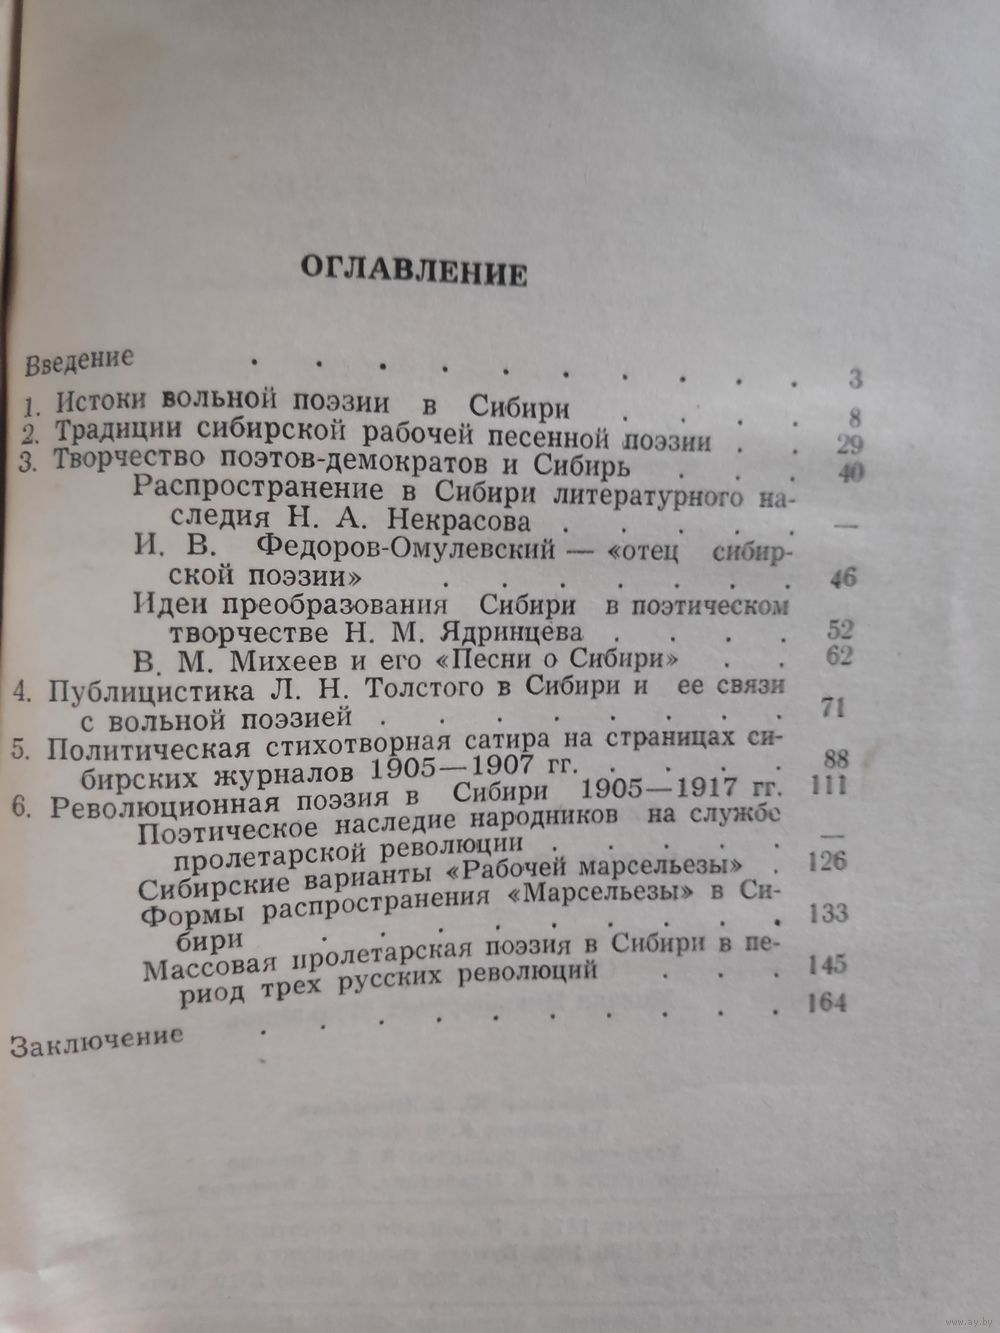 ОГЛАВЛЕНИЕ
Введение . . . . . . . . . . 3
1. Истоки вольной поэзии в Сибири . . . . 8
2. Традиции сибирской рабочей песенной поэзии . . 29
3. Творчество поэтов-демократов и Сибирь . . . 40
Распространение в Сибири литературного на-
следия Н. А. Некрасова . . . . . —
И. В. Федоров-Омулевский — «отец сибир-
ской поэзии» . . . . . . . 46
Идеи преобразования Сибири в поэтическом
творчестве Н. М. Ядринцева . . . . 52
В. М. Михеев и его «Песни о Сибири» . . 62
4. Публицистика Л. Н. Толстого в Сибири и ее связи
с вольной поэзией . . . . . . . . 71
5. Политическая стихотворная сатира на страницах си-
бирских журналов 1905—1907 гг. . . . . 88
6. Революционная поэзия в Сибири 1905—1917 гг. 111
Поэтическое наследие народников на службе
пролетарской революции . . . . . —
Сибирские варианты «Рабочей марсельезы» . 126
Формы распространения «Марсельезы» в Си-
бири . . . . . . . . . 133
Массовая пролетарская поэзия в Сибири в пе-
риод трех русских революций . . . 145
Заключение . . . . . . . . . . 164
www.ay.by